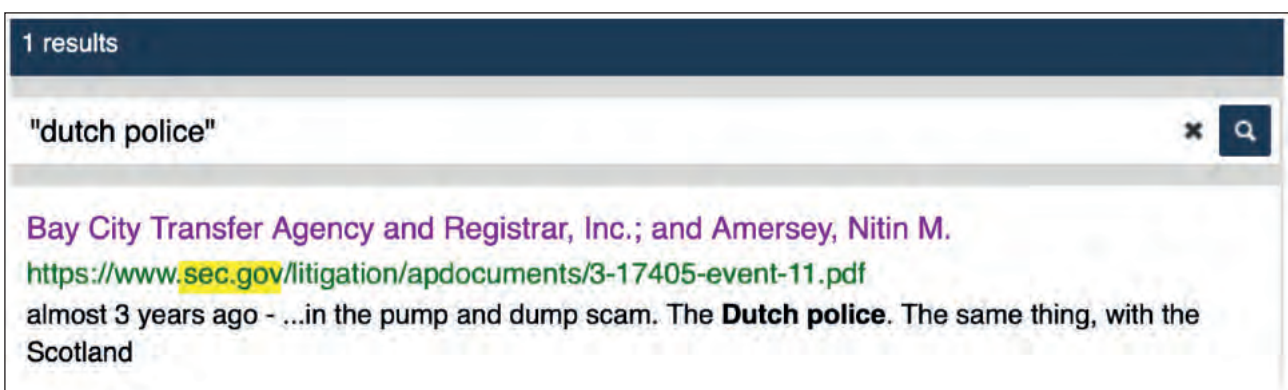 1 results
"dutch police"
Bay City Transfer Agency and Registrar, Inc.; and Amersey, Nitin M.
https://www.sec.gov/litigation/apdocuments/3-17405-event-11.pdf
almost 3 years ago - ...in the pump and dump scam. The Dutch police. The same thing, with the
Scotland